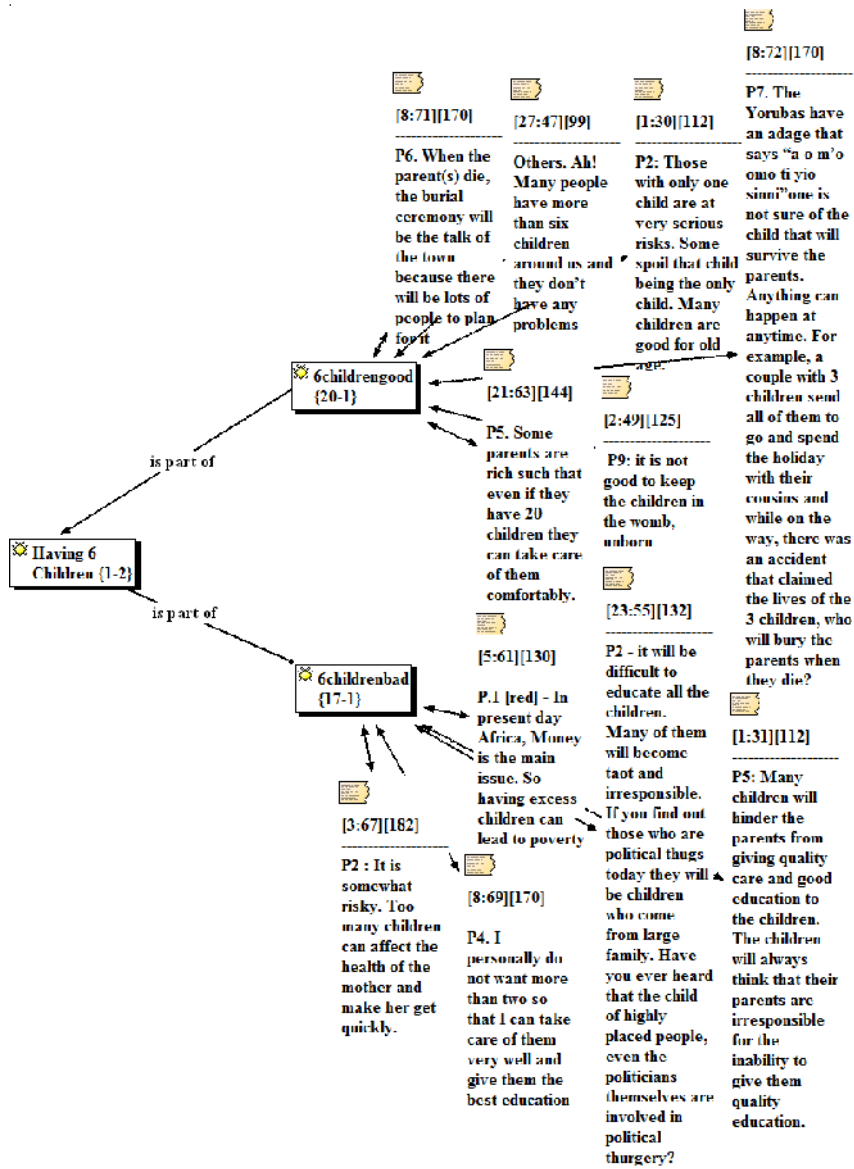 [8:71][170]
--------------------
P6. When the
parent(s) die,
the burial
ceremony will
be the talk of
the town
because there
will be lots of
people to plan
for it
[27:47][99]
--------------------
Others. Ah!
Many people
have more
than six
children
around us and
they don't
have any
problems
[1:30][112]
--------------------
P2: Those
with only one
child are at
very serious
risks. Some
spoil that child
being the only
child. Many
children are
good for old
age.
[8:72][170]
--------------------
P7. The
Yorubas have
an adage that
says “a o m’o
omo ti yio
sinni”one is
not sure of the
child that will
survive the
parents.
Anything can
happen at
anytime. For
example, a
couple with 3
children send
all of them to
go and spend
the holiday
with their
cousins and
while on the
way, there was
an accident
that claimed
the lives of the
3 children, who
will bury the
parents when
they die?
6childrengood
{20-1}
[21:63][144]
P5. Some
parents are
rich such that
even if they
have 20
children they
can take care
of them
comfortably.
[2:49][125]
--------------------
P9: it is not
good to keep
the children in
the womb,
unborn
is part of
Having 6
Children {1-2}
is part of
6childrenbad
{17-1}
[5:61][130]
P.1 [red] - In
present day
Africa, Money
is the main
issue. So
having excess
children can
lead to poverty
[23:55][132]
--------------------
P2 - it will be
difficult to
educate all the
children.
Many of them
will become
taot and
irresponsible.
If you find out
those who are
political thugs
today they will
be children
who come
from large
family. Have
you ever heard
that the child
of highly
placed people,
even the
politicians
themselves are
involved in
political
thurgery?
[1:31][112]
--------------------
P5: Many
children will
hinder the
parents from
giving quality
care and good
education to
the children.
The children
will always
think that their
parents are
irresponsible
for the
inability to
give them
quality
education.
[3:67][182]
--------------------
P2 : It is
somewhat
risky. Too
many children
can affect the
health of the
mother and
make her get
quickly.
[8:69][170]
P4. I
personally do
not want more
than two so
that I can take
care of them
very well and
give them the
best education